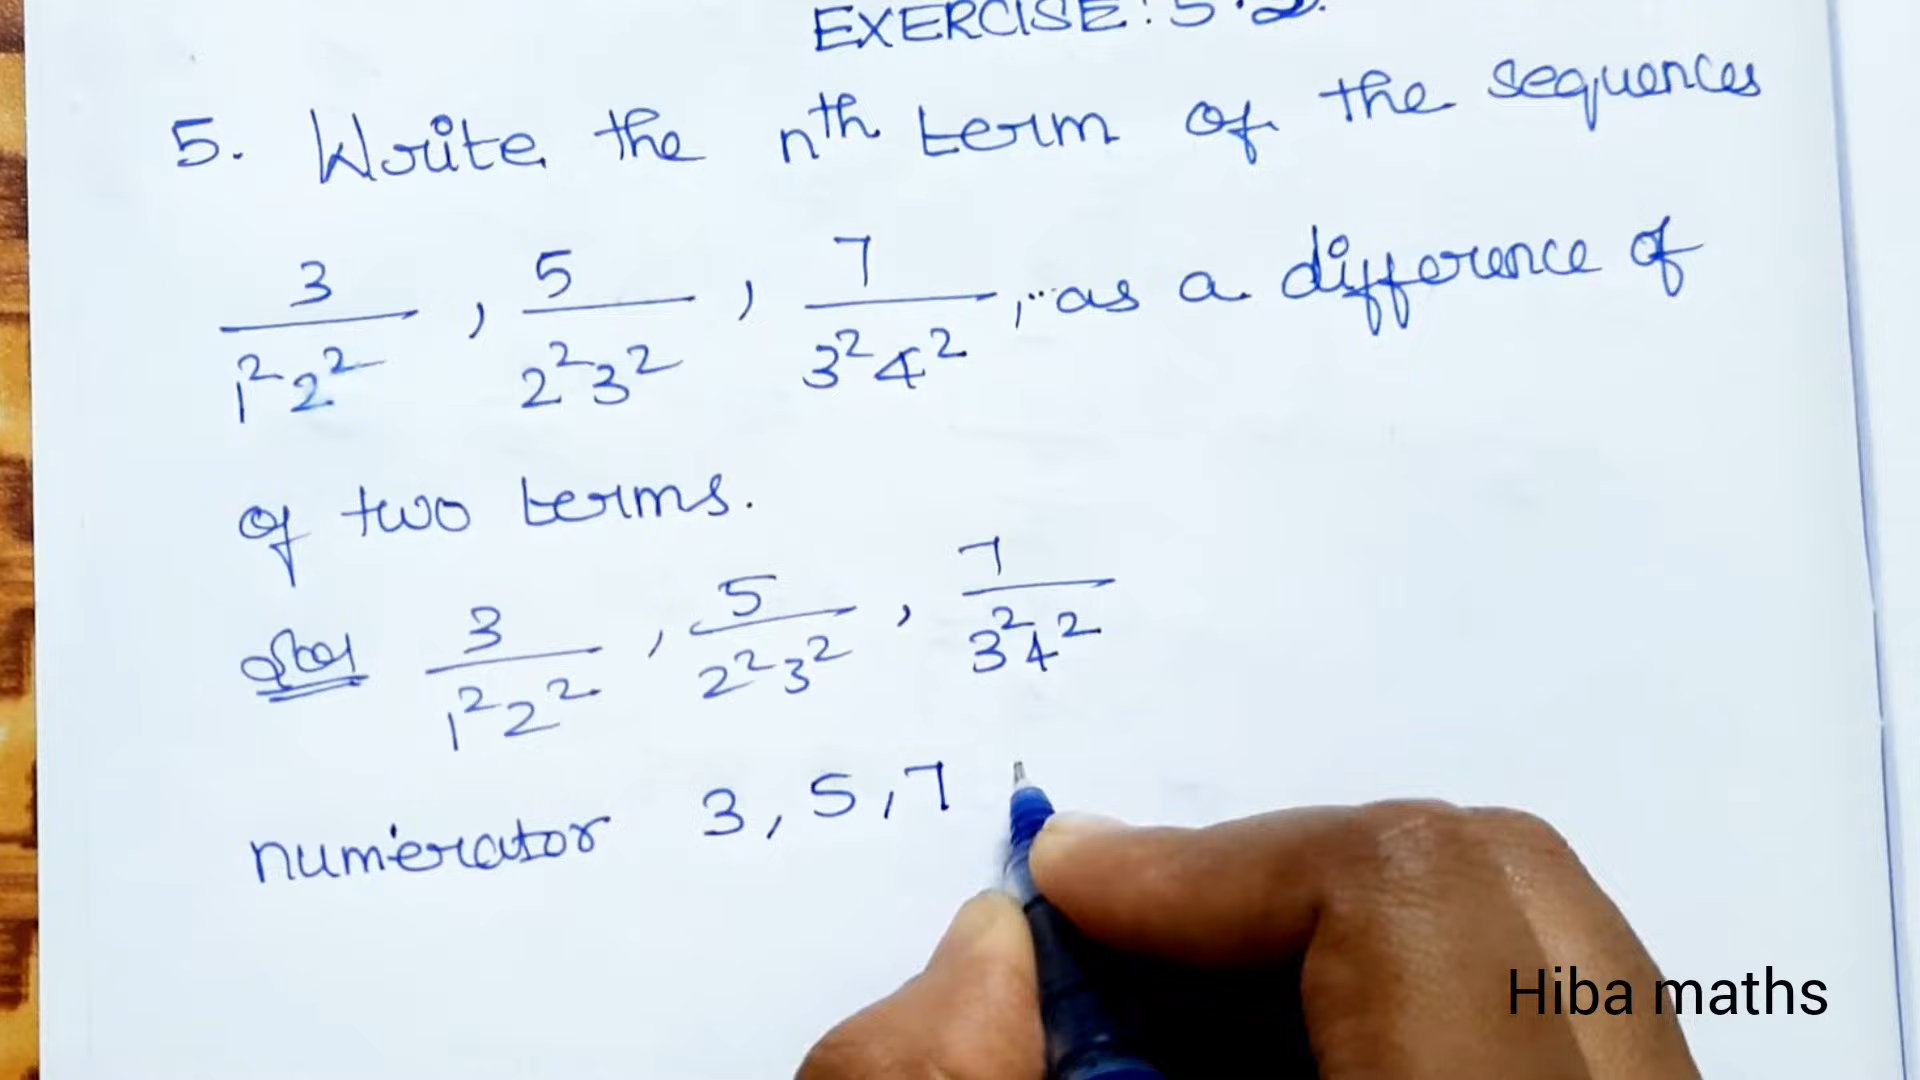 EXERCISE: 5.2.
5. Write the nth term of the sequences
3/1²2², 5/2²3², 7/3²4², ... as a difference of
of two terms.
3/1²2², 5/2²3², 7/3²4²
numerator 3, 5, 7
Hiba maths